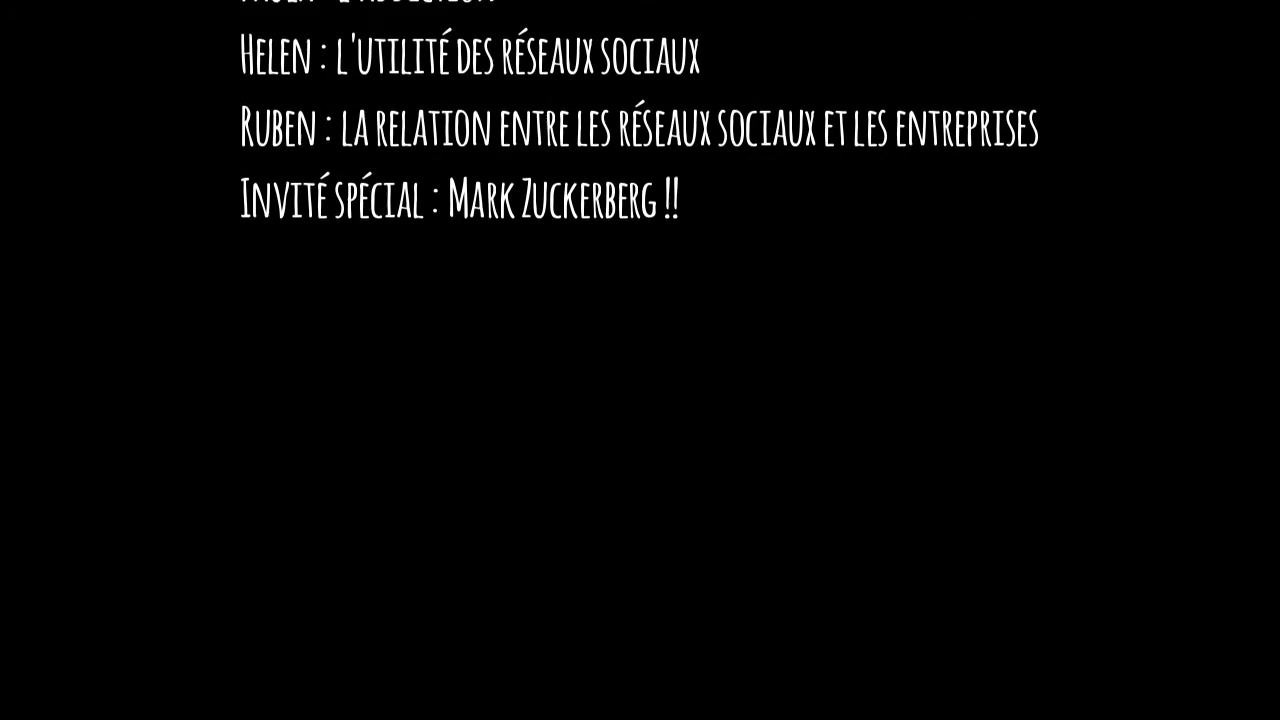 Helen : l'utilité des réseaux sociaux
Ruben : la relation entre les réseaux sociaux et les entreprises
Invité spécial : Mark Zuckerberg !!